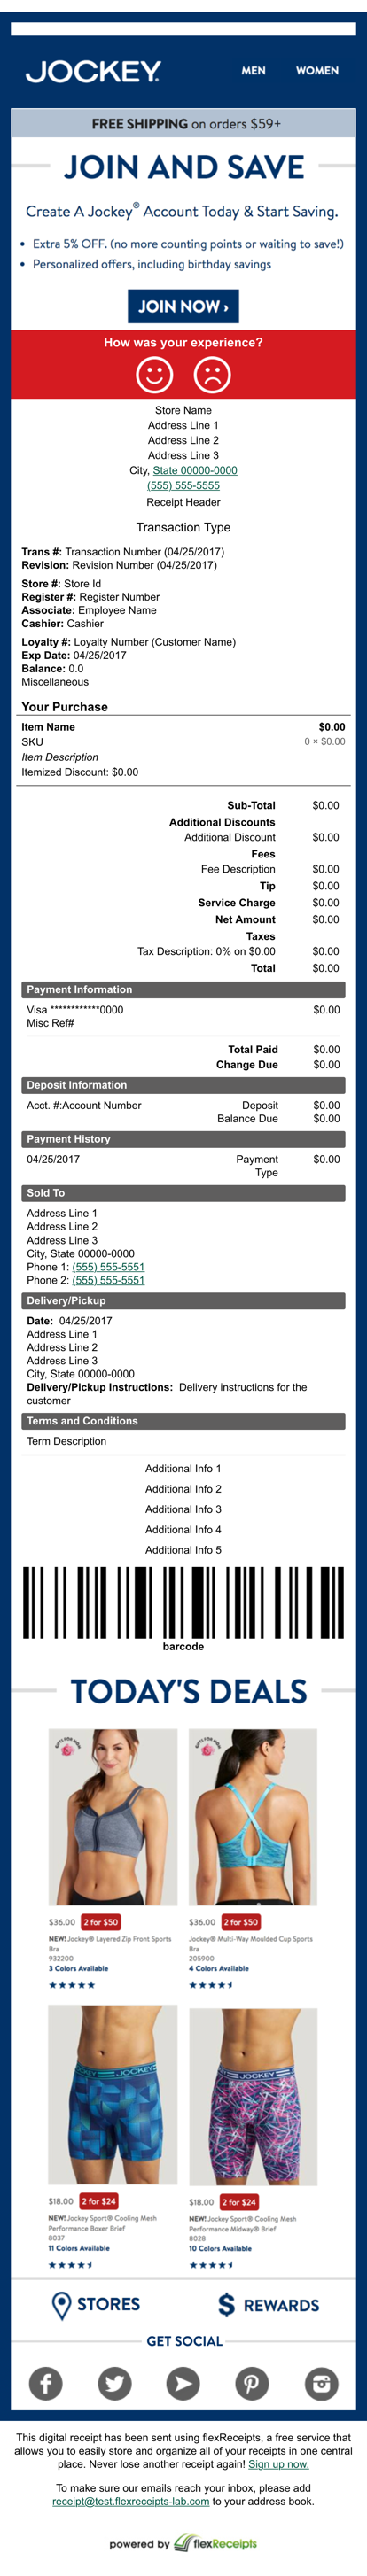 JOCKEY
MEN WOMEN
FREE SHIPPING on orders $59+
JOIN AND SAVE
Create A Jockey® Account Today & Start Saving.
• Extra 5% OFF. (no more counting points or waiting to save!)
• Personalized offers, including birthday savings
JOIN NOW ›
How was your experience?
Store Name
Address Line 1
Address Line 2
Address Line 3
City, State 00000-0000
(555) 555-5555
Receipt Header
Transaction Type
Trans #: Transaction Number (04/25/2017)
Revision: Revision Number (04/25/2017)
Store #: Store Id
Register #: Register Number
Associate: Employee Name
Cashier: Cashier
Loyalty #: Loyalty Number (Customer Name)
Exp Date: 04/25/2017
Balance: 0.0
Miscellaneous
Your Purchase
Item Name $0.00
SKU 0 × $0.00
Item Description
Itemized Discount: $0.00
Sub-Total $0.00
Additional Discounts
Additional Discount $0.00
Fees
Fee Description $0.00
Tip $0.00
Service Charge $0.00
Net Amount $0.00
Taxes
Tax Description: 0% on $0.00 $0.00
Total $0.00
Payment Information
Visa ************0000 $0.00
Misc Ref#
Total Paid $0.00
Change Due $0.00
Deposit Information
Acct. #:Account Number Deposit $0.00
Balance Due $0.00
Payment History
04/25/2017 Payment $0.00
Type
Sold To
Address Line 1
Address Line 2
Address Line 3
City, State 00000-0000
Phone 1: (555) 555-5551
Phone 2: (555) 555-5551
Delivery/Pickup
Date: 04/25/2017
Address Line 1
Address Line 2
Address Line 3
City, State 00000-0000
Delivery/Pickup Instructions: Delivery instructions for the
customer
Terms and Conditions
Term Description
Additional Info 1
Additional Info 2
Additional Info 3
Additional Info 4
Additional Info 5
barcode
TODAY'S DEALS
$36.00 2 for $50
NEW! Jockey® Layered Zip Front Sports
Bra
932200
3 Colors Available
$36.00 2 for $50
Jockey® Multi-Way Moulded Cup Sports
Bra
205900
4 Colors Available
JOCKEY
JOCKEY
$18.00 2 for $24
NEW! Jockey Sport® Cooling Mesh
Performance Boxer Brief
8037
11 Colors Available
$18.00 2 for $24
NEW! Jockey Sport® Cooling Mesh
Performance Midway® Brief
8028
10 Colors Available
STORES $ REWARDS
GET SOCIAL
This digital receipt has been sent using flexReceipts, a free service that
allows you to easily store and organize all of your receipts in one central
place. Never lose another receipt again! Sign up now.
To make sure our emails reach your inbox, please add
receipt@test.flexreceipts-lab.com to your address book.
powered by flexReceipts